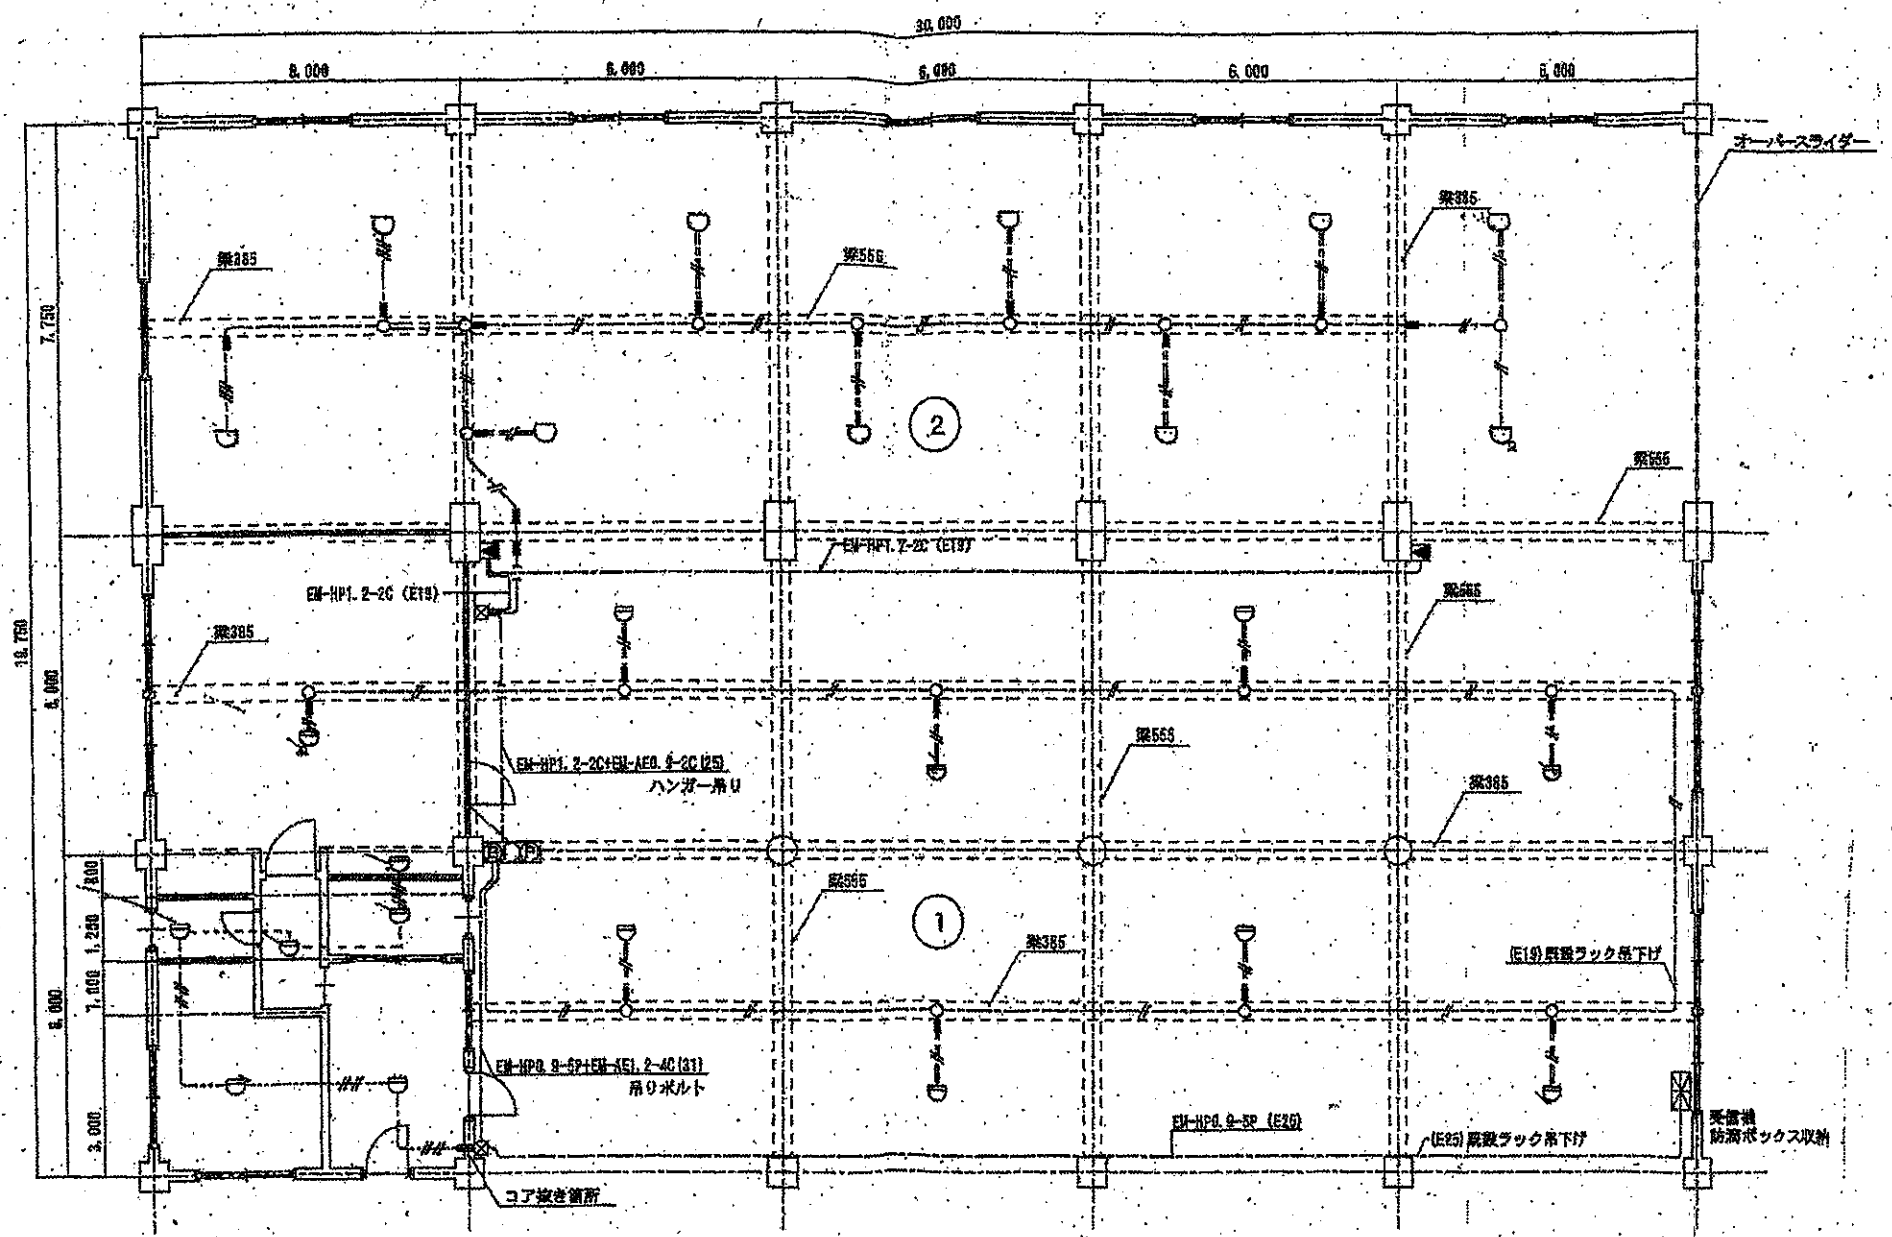 30,000
6,000
6,000
6,000
6,000
6,000
オーバースライダー
梁385
梁385
梁555
7,750
2
梁555
EM-HP1.2-2C (E19)
EM-HP1.2-2C (E19)
梁555
19,750
梁385
6,000
梁555
EM-HP1.2-2C+EM-AE0.9-2C(25)
ハンガー吊り
梁385
B
P
800
梁555
1
1,250
梁385
(E19)既設ラック吊下げ
6,000
EM-HP0.9-5P+EM-AE1.2-4C(31)
吊りボルト
3,000
EM-HP0.9-5P (E25)
(E25)既設ラック吊下げ
受信機
防滴ボックス収納
コア抜き箇所